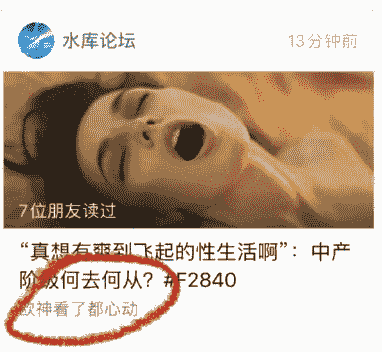 水库论坛
13分钟前
7位朋友读过
“真想有爽到飞起的性生活啊”：中产
阶级何去何从？#F2840
欧神看了都心动